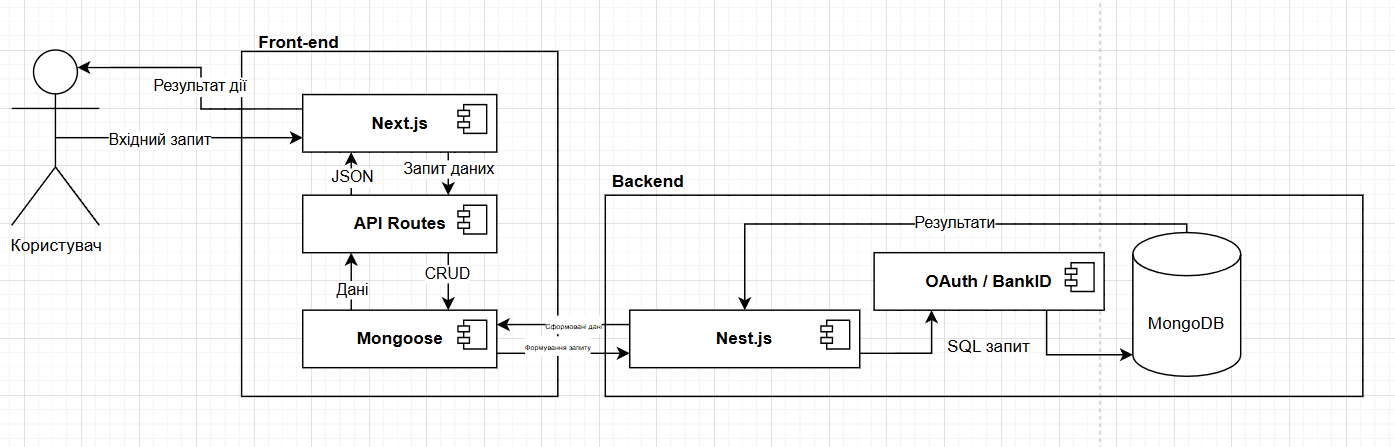 Front-end
Результат дії
Next.js
Вхідний запит
JSON
Запит даних
Backend
API Routes
Результати
Користувач
CRUD
OAuth / BankID
Дані
MongoDB
Сформовані дані
Mongoose
Nest.js
Формування запиту
SQL запит